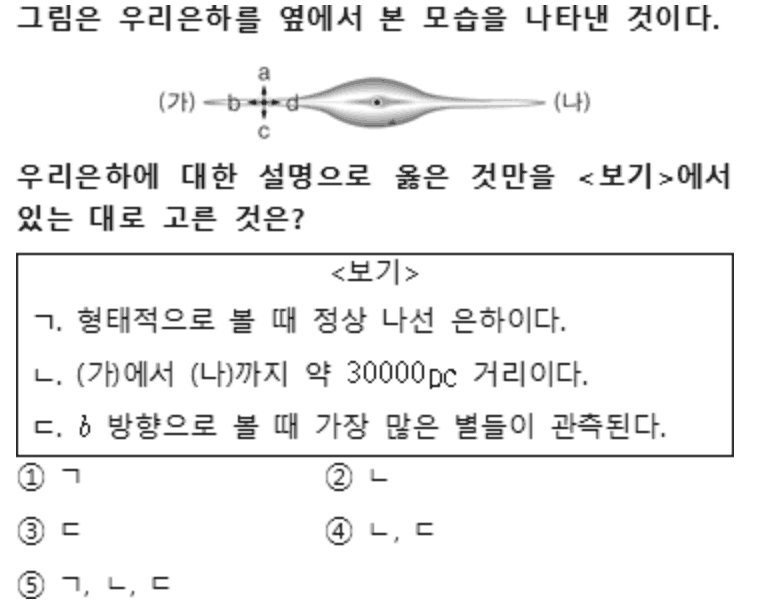 그림은 우리은하를 옆에서 본 모습을 나타낸 것이다.
a
(가) b d (나)
c
우리은하에 대한 설명으로 옳은 것만을 <보기>에서
있는 대로 고른 것은?
<보기>
ㄱ. 형태적으로 볼 때 정상 나선 은하이다.
ㄴ. (가)에서 (나)까지 약 30000pc 거리이다.
ㄷ. b 방향으로 볼 때 가장 많은 별들이 관측된다.
① ㄱ ② ㄴ
③ ㄷ ④ ㄴ, ㄷ
⑤ ㄱ, ㄴ, ㄷ